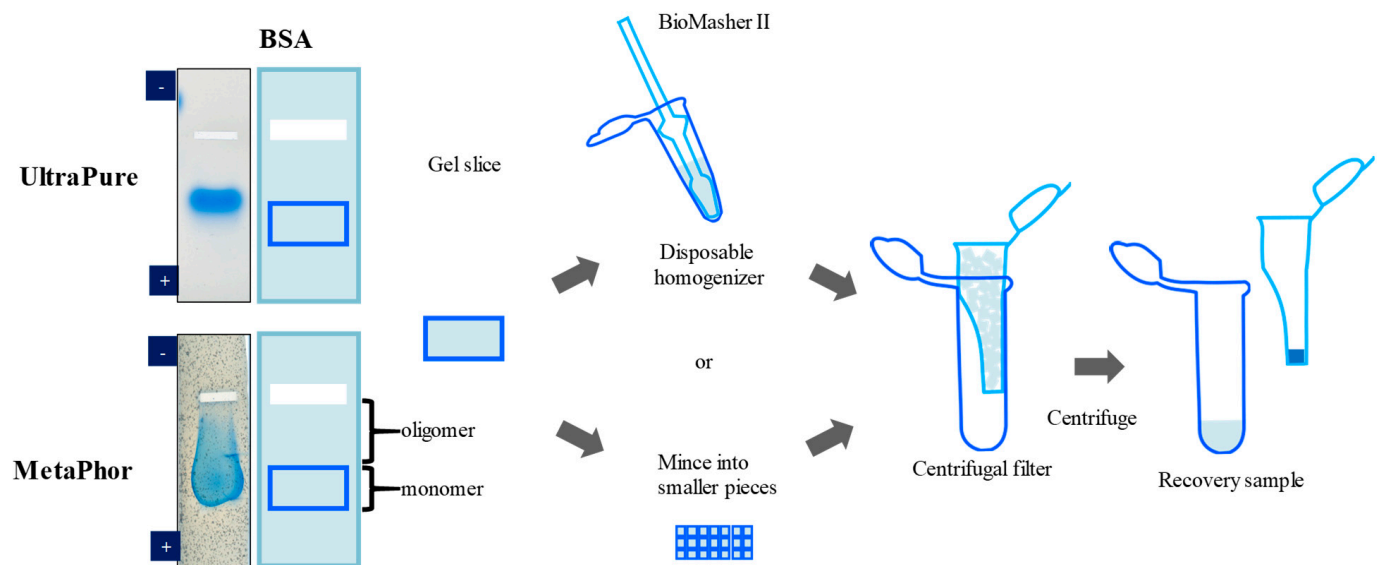 BSA
-
UltraPure
+
-
MetaPhor
+
oligomer
monomer
Gel slice
BioMasher II
Disposable
homogenizer
or
Mince into
smaller pieces
Centrifugal filter
Centrifuge
Recovery sample